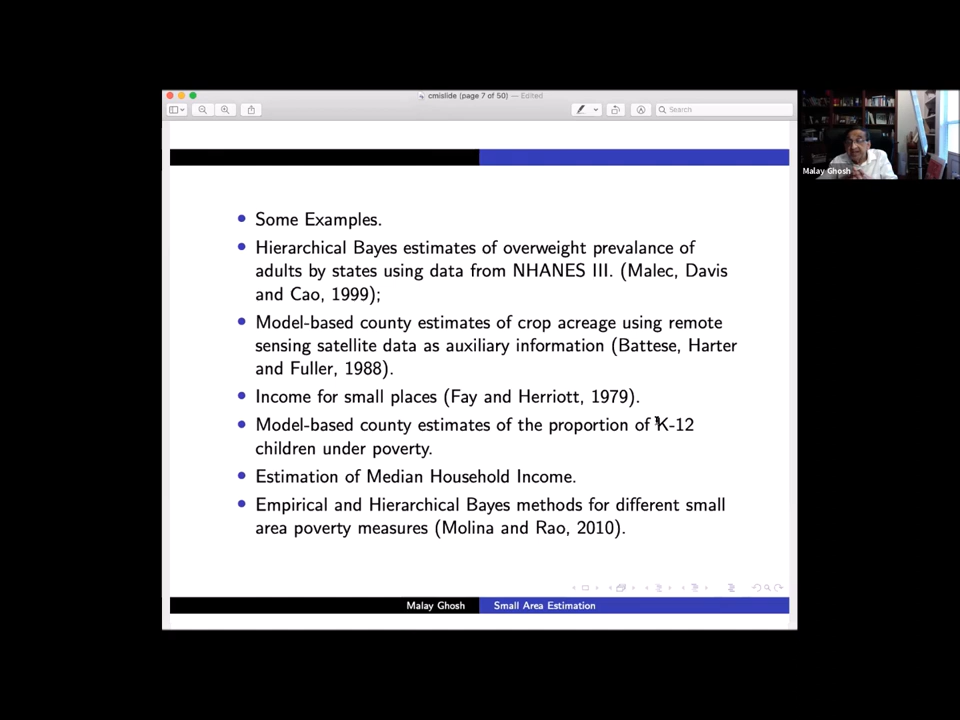 cmislide (page 7 of 50) — Edited
Search
Malay Ghosh
Some Examples.
Hierarchical Bayes estimates of overweight prevalance of
adults by states using data from NHANES III. (Malec, Davis
and Cao, 1999);
Model-based county estimates of crop acreage using remote
sensing satellite data as auxiliary information (Battese, Harter
and Fuller, 1988).
Income for small places (Fay and Herriott, 1979).
Model-based county estimates of the proportion of K-12
children under poverty.
Estimation of Median Household Income.
Empirical and Hierarchical Bayes methods for different small
area poverty measures (Molina and Rao, 2010).
Malay Ghosh
Small Area Estimation